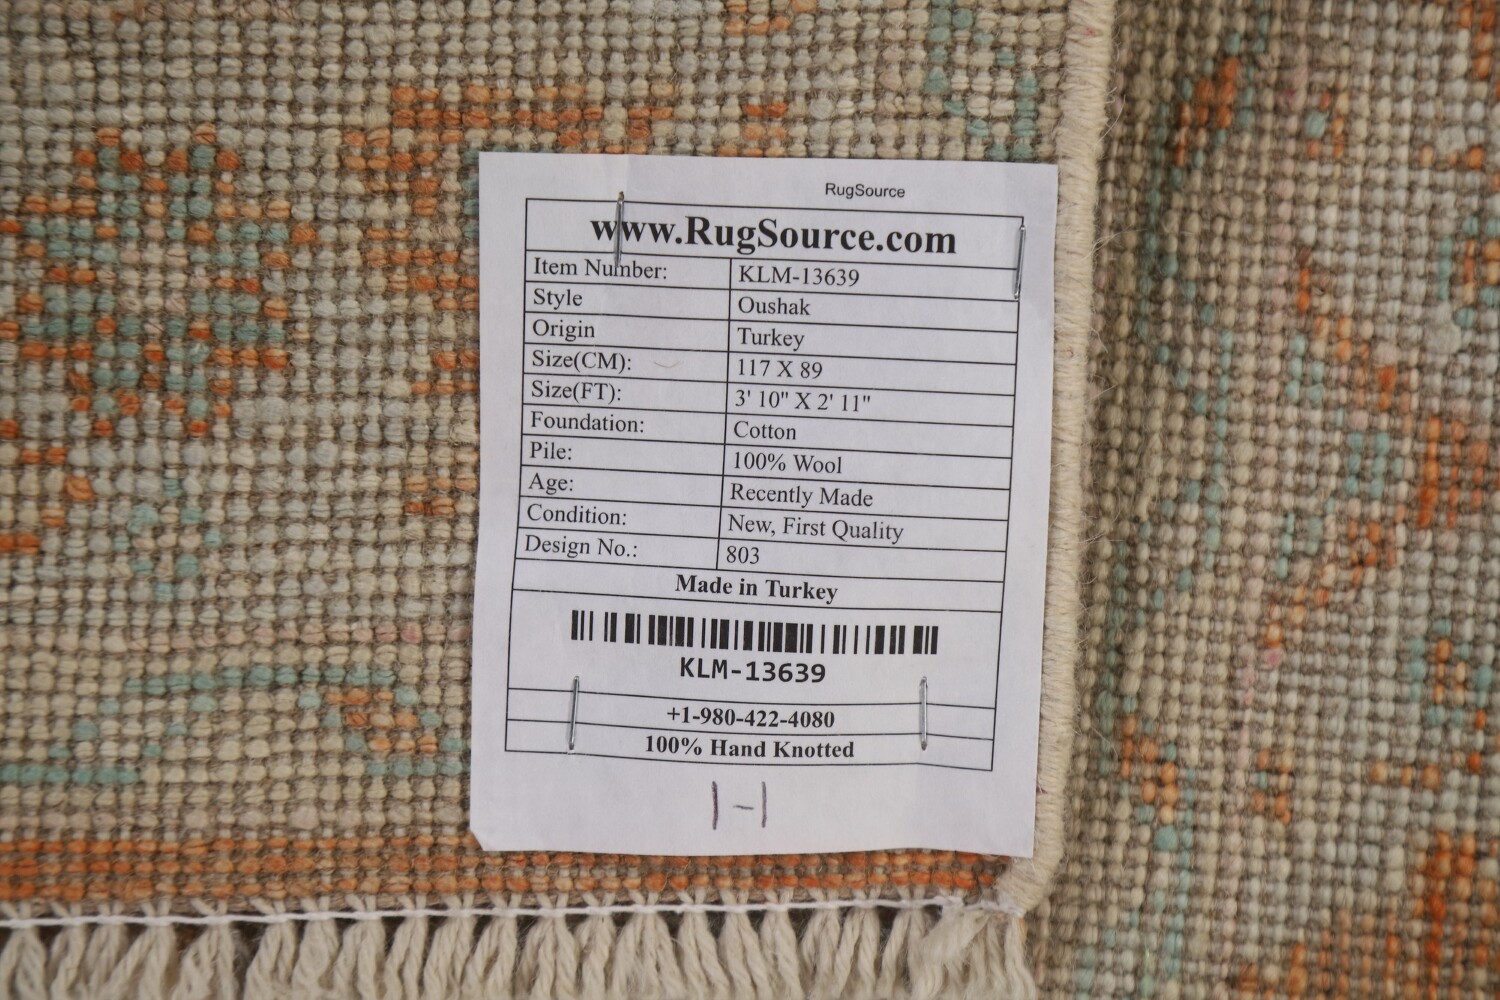 RugSource
www.RugSource.com
Item Number: KLM-13639
Style Oushak
Origin Turkey
Size(CM): 117 X 89
Size(FT): 3' 10" X 2' 11"
Foundation: Cotton
Pile: 100% Wool
Age: Recently Made
Condition: New, First Quality
Design No.: 803
Made in Turkey
KLM-13639
+1-980-422-4080
100% Hand Knotted
1-1